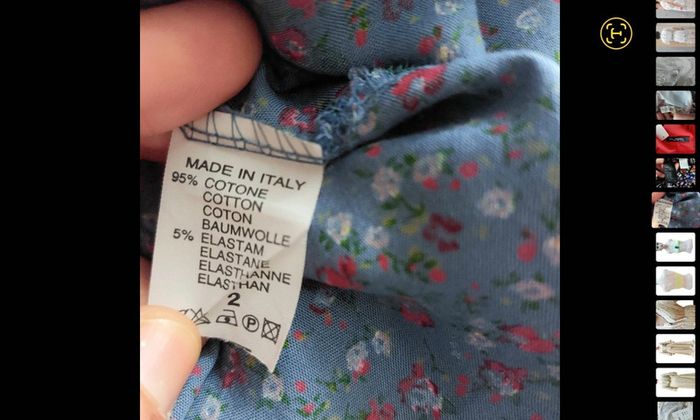 MADE IN ITALY
95% COTONE
COTTON
COTON
BAUMWOLLE
5% ELASTAM
ELASTANE
ELASTHANNE
ELASTHAN
2
P